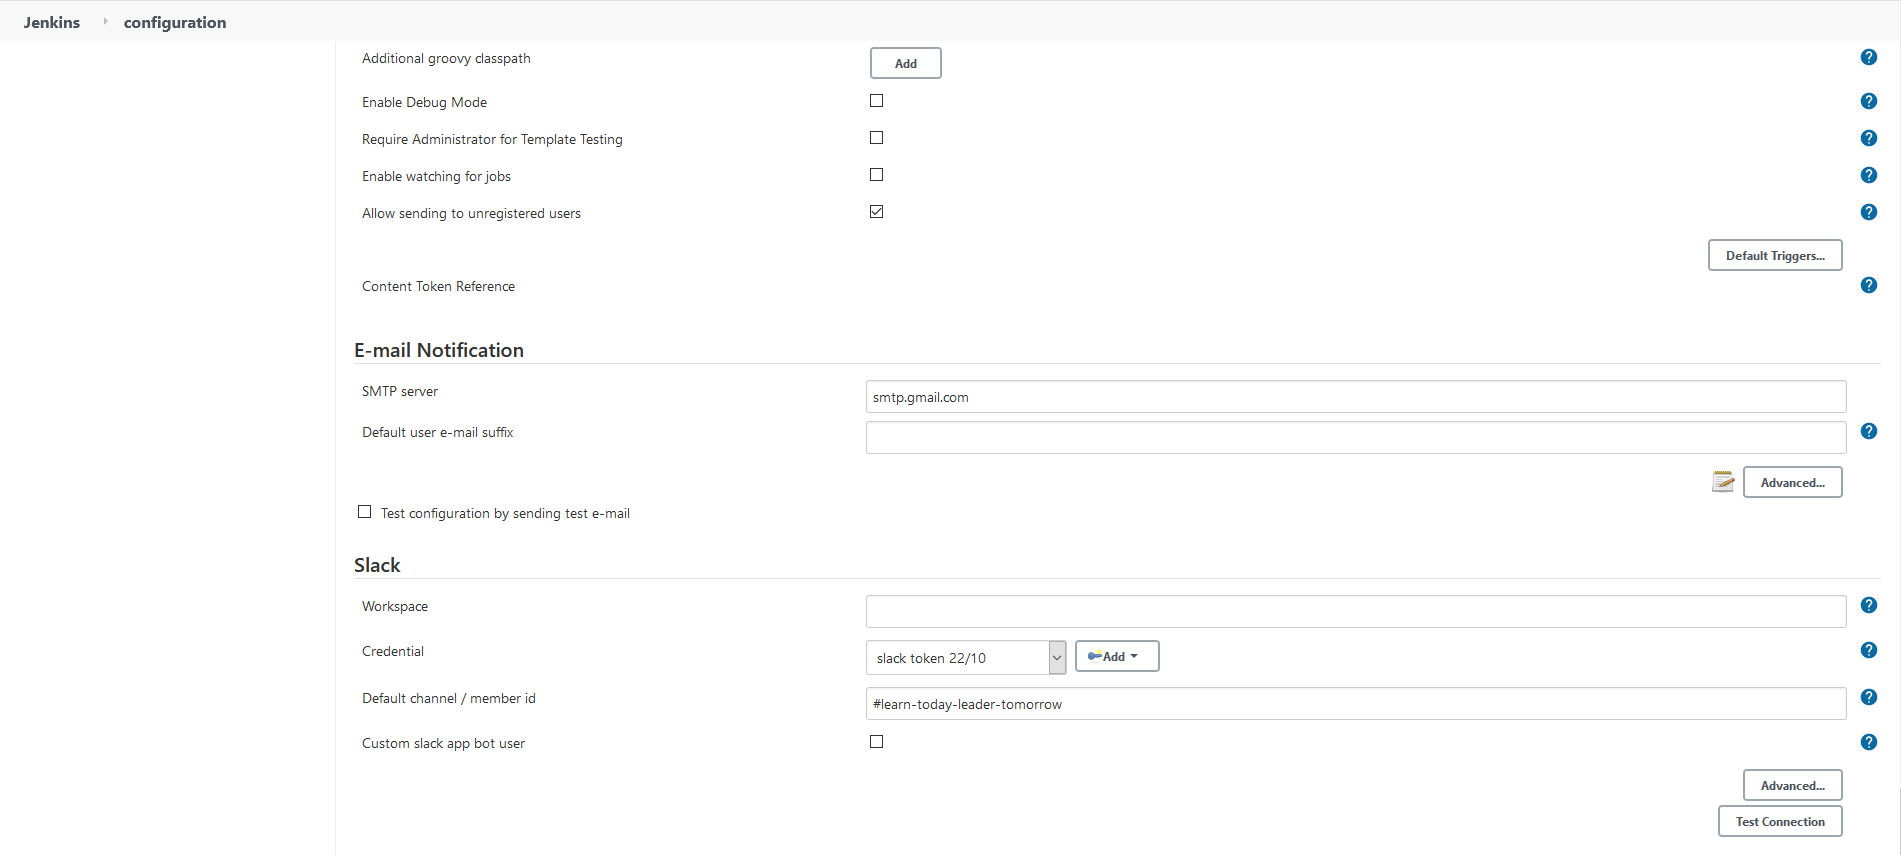 Jenkins configuration
Additional groovy classpath Add ?
Enable Debug Mode ?
Require Administrator for Template Testing ?
Enable watching for jobs ?
Allow sending to unregistered users ?
Default Triggers...
Content Token Reference ?
E-mail Notification
SMTP server smtp.gmail.com
Default user e-mail suffix ?
Advanced...
Test configuration by sending test e-mail
Slack
Workspace ?
Credential slack token 22/10 Add ?
Default channel / member id #learn-today-leader-tomorrow ?
Custom slack app bot user ?
Advanced...
Test Connection